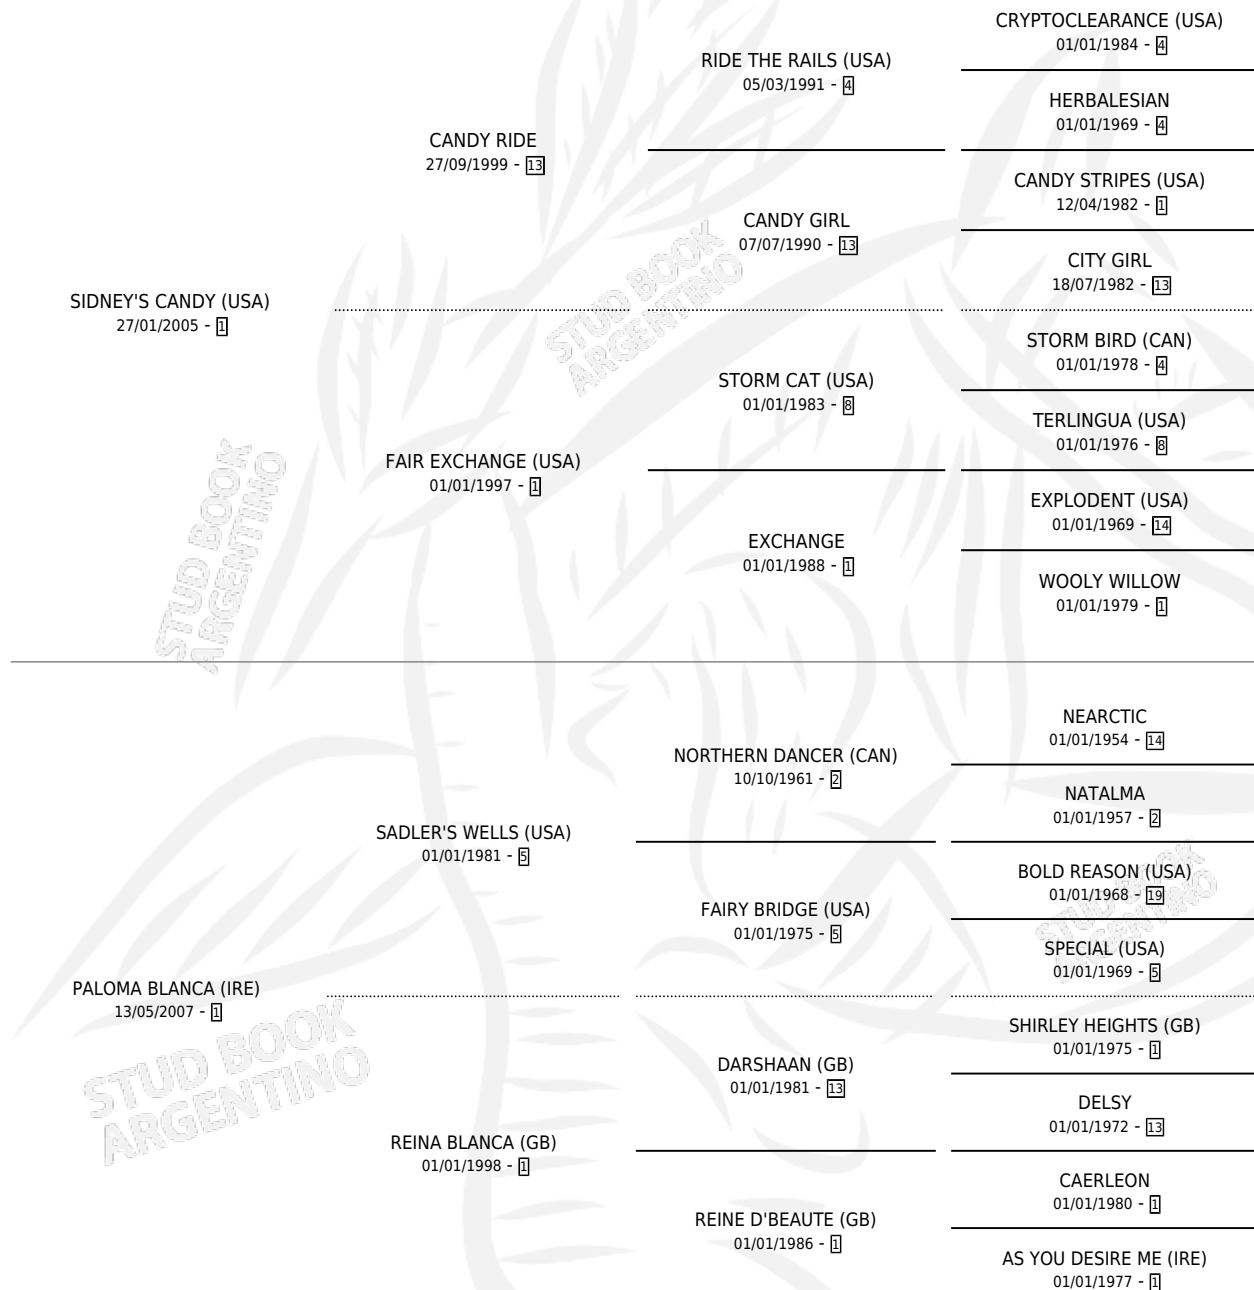 CRYPTOCLEARANCE (USA)
01/01/1984 - 4
RIDE THE RAILS (USA)
05/03/1991 - 4
HERBALESIAN
01/01/1969 - 4
CANDY RIDE
27/09/1999 - 13
CANDY STRIPES (USA)
12/04/1982 - 1
CANDY GIRL
07/07/1990 - 13
CITY GIRL
18/07/1982 - 13
SIDNEY'S CANDY (USA)
27/01/2005 - 1
STORM BIRD (CAN)
01/01/1978 - 4
STORM CAT (USA)
01/01/1983 - 8
TERLINGUA (USA)
01/01/1976 - 8
FAIR EXCHANGE (USA)
01/01/1997 - 1
EXPLODENT (USA)
01/01/1969 - 14
EXCHANGE
01/01/1988 - 1
WOOLY WILLOW
01/01/1979 - 1
NEARCTIC
01/01/1954 - 14
NORTHERN DANCER (CAN)
10/10/1961 - 2
NATALMA
01/01/1957 - 2
SADLER'S WELLS (USA)
01/01/1981 - 5
BOLD REASON (USA)
01/01/1968 - 19
FAIRY BRIDGE (USA)
01/01/1975 - 5
SPECIAL (USA)
01/01/1969 - 5
PALOMA BLANCA (IRE)
13/05/2007 - 1
SHIRLEY HEIGHTS (GB)
01/01/1975 - 1
DARSHAAN (GB)
01/01/1981 - 13
DELSY
01/01/1972 - 13
REINA BLANCA (GB)
01/01/1998 - 1
CAERLEON
01/01/1980 - 1
REINE D'BEAUTE (GB)
01/01/1986 - 1
AS YOU DESIRE ME (IRE)
01/01/1977 - 1
STUD BOOK
ARGENTINO
STUD BOOK
ARGENTINO
STUD BOOK
ARGENTINO
STUD BOOK
ARGENTINO